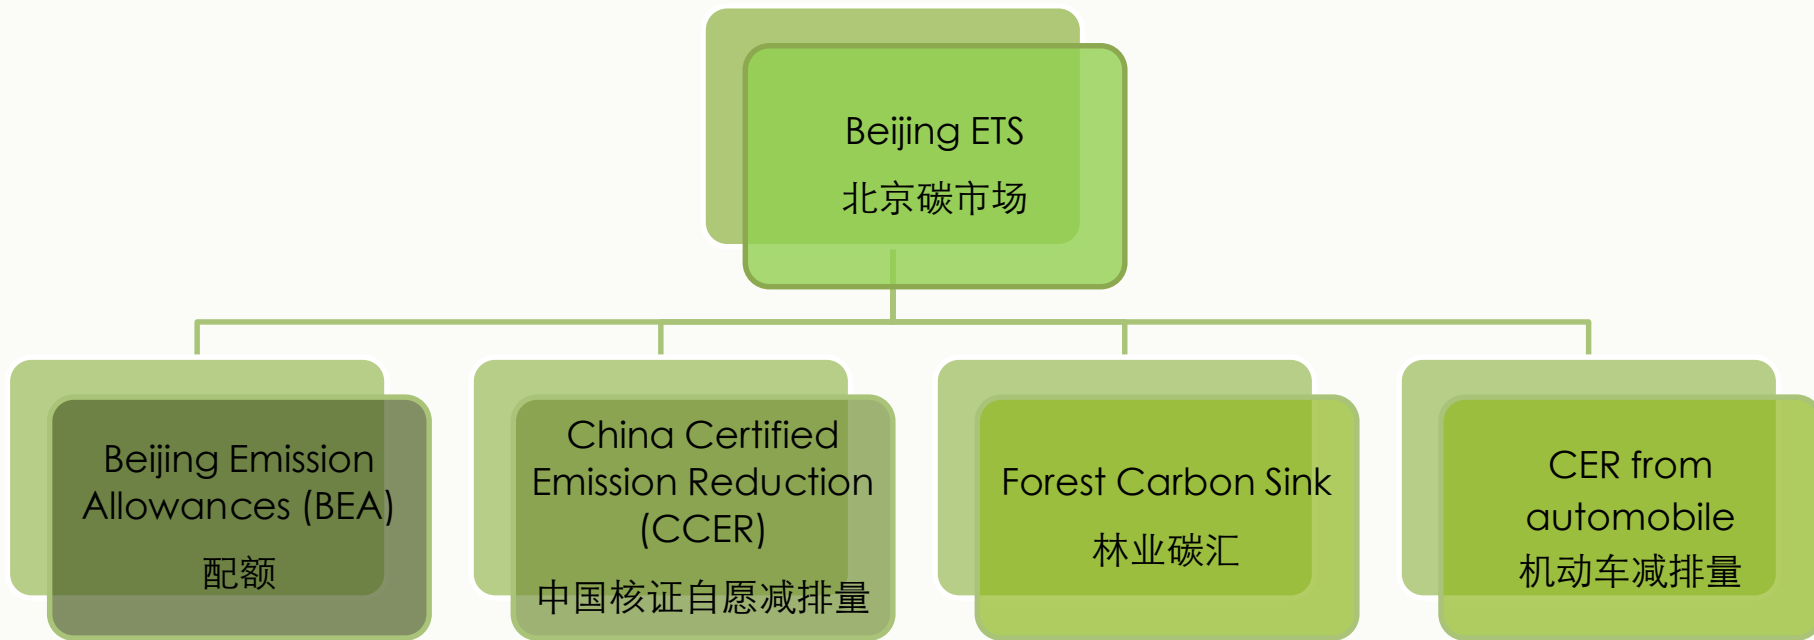 Beijing ETS
北京碳市场
Beijing Emission
Allowances (BEA)
配额
China Certified
Emission Reduction
(CCER)
中国核证自愿减排量
Forest Carbon Sink
林业碳汇
CER from
automobile
机动车减排量